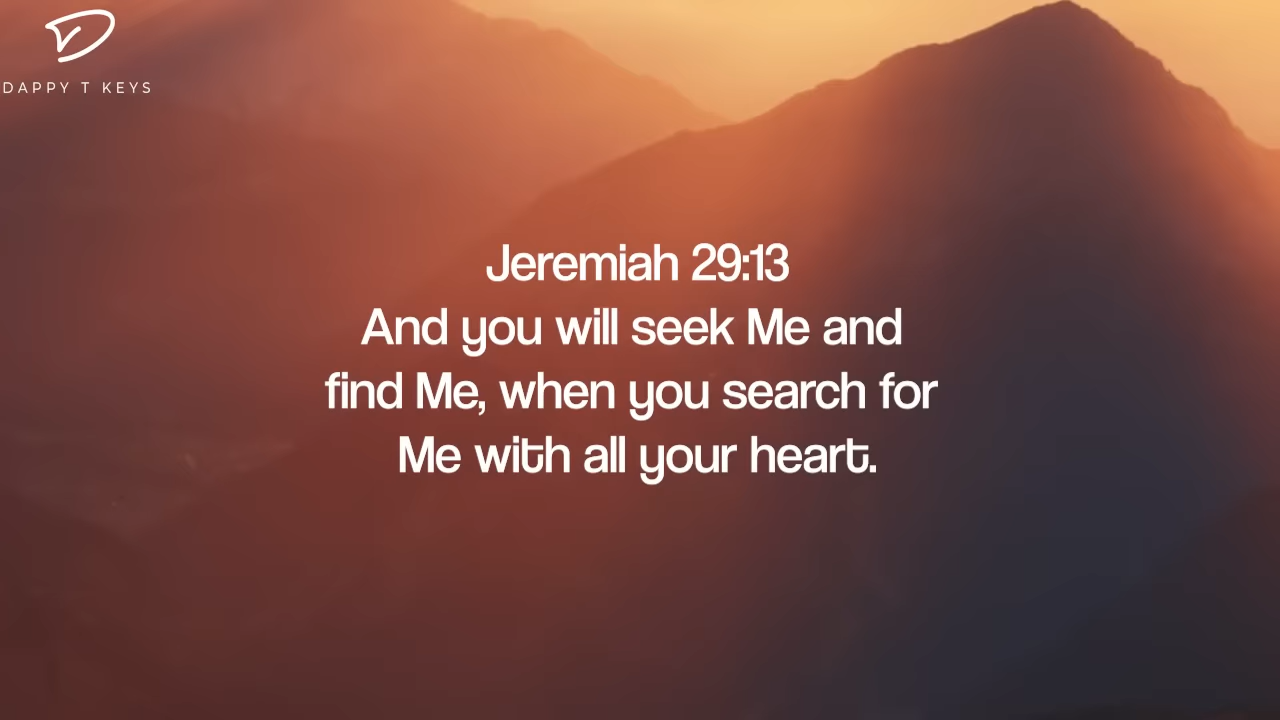 DAPPY T KEYS
Jeremiah 29:13
And you will seek Me and
find Me, when you search for
Me with all your heart.